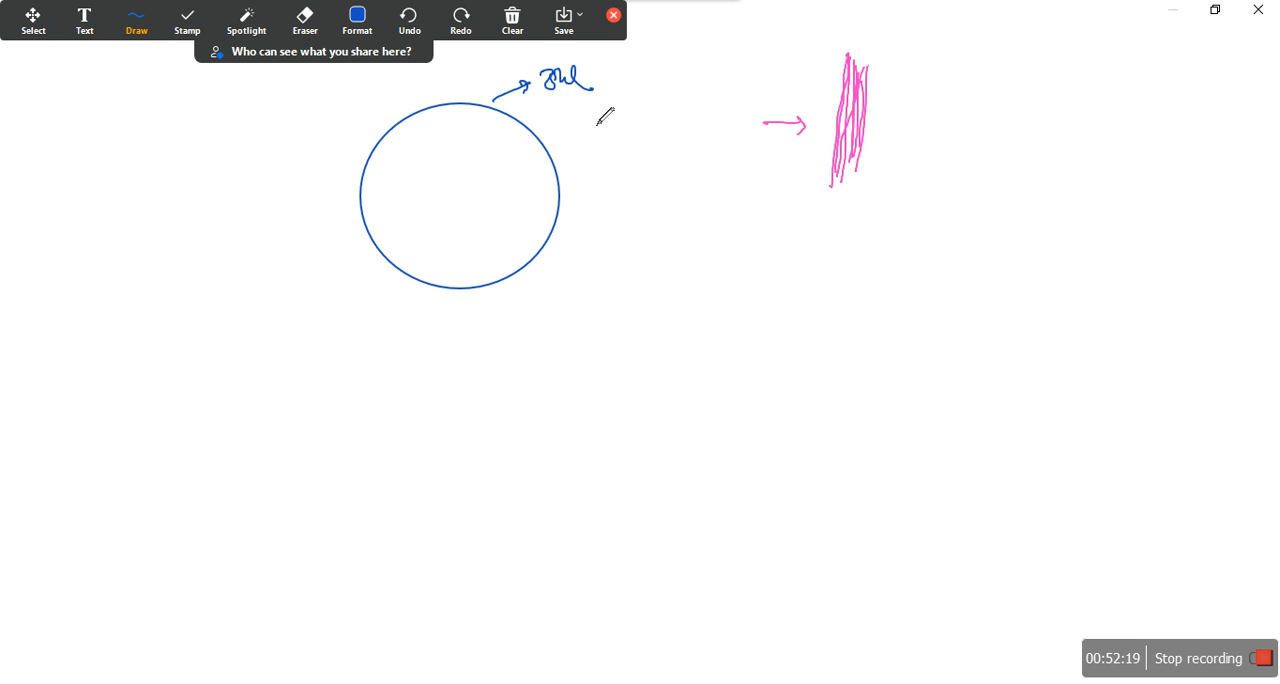 Select Text Draw Stamp Spotlight Eraser Format Undo Redo Clear Save
Who can see what you share here?
00:52:19 Stop recording